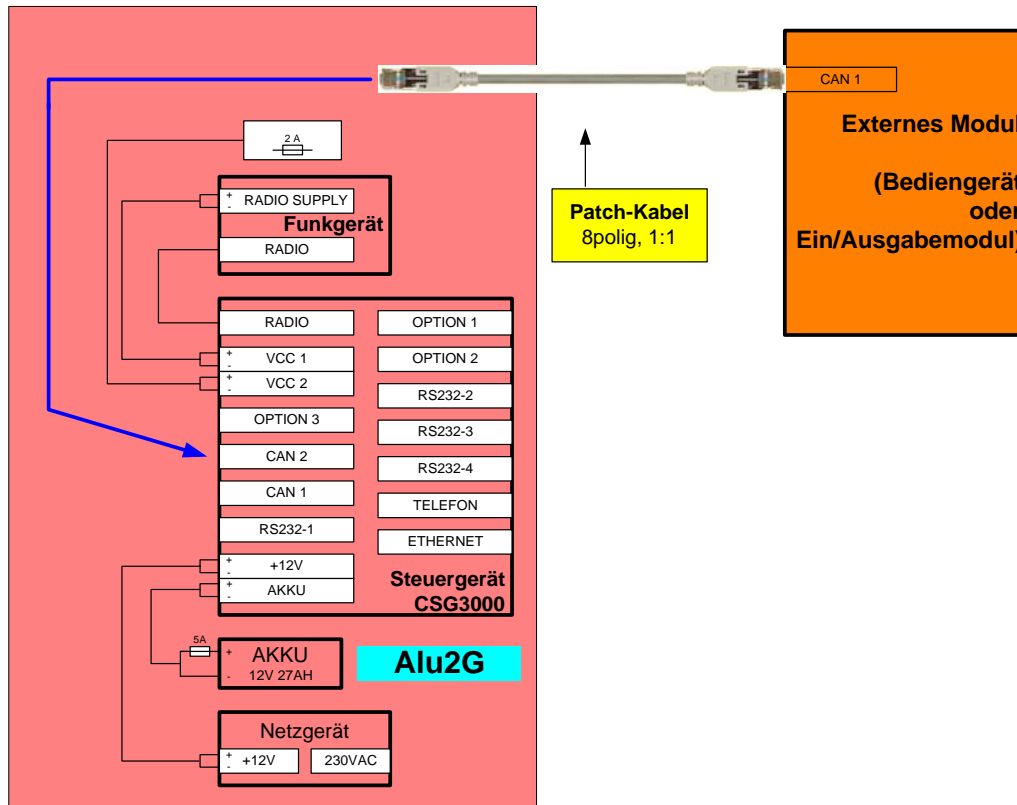 CAN 1
Externes Modul
(Bediengerät
oder
Ein/Ausgabemodul)
Patch-Kabel
8polig, 1:1
2 A
+
-
RADIO SUPPLY
Funkgerät
RADIO
RADIO
+
-
VCC 1
+
-
VCC 2
OPTION 3
CAN 2
CAN 1
RS232-1
+
-
+12V
+
-
AKKU
OPTION 1
OPTION 2
RS232-2
RS232-3
RS232-4
TELEFON
ETHERNET
Steuergerät
CSG3000
5A
+
-
AKKU
12V 27AH
Alu2G
Netzgerät
+
-
+12V
230VAC